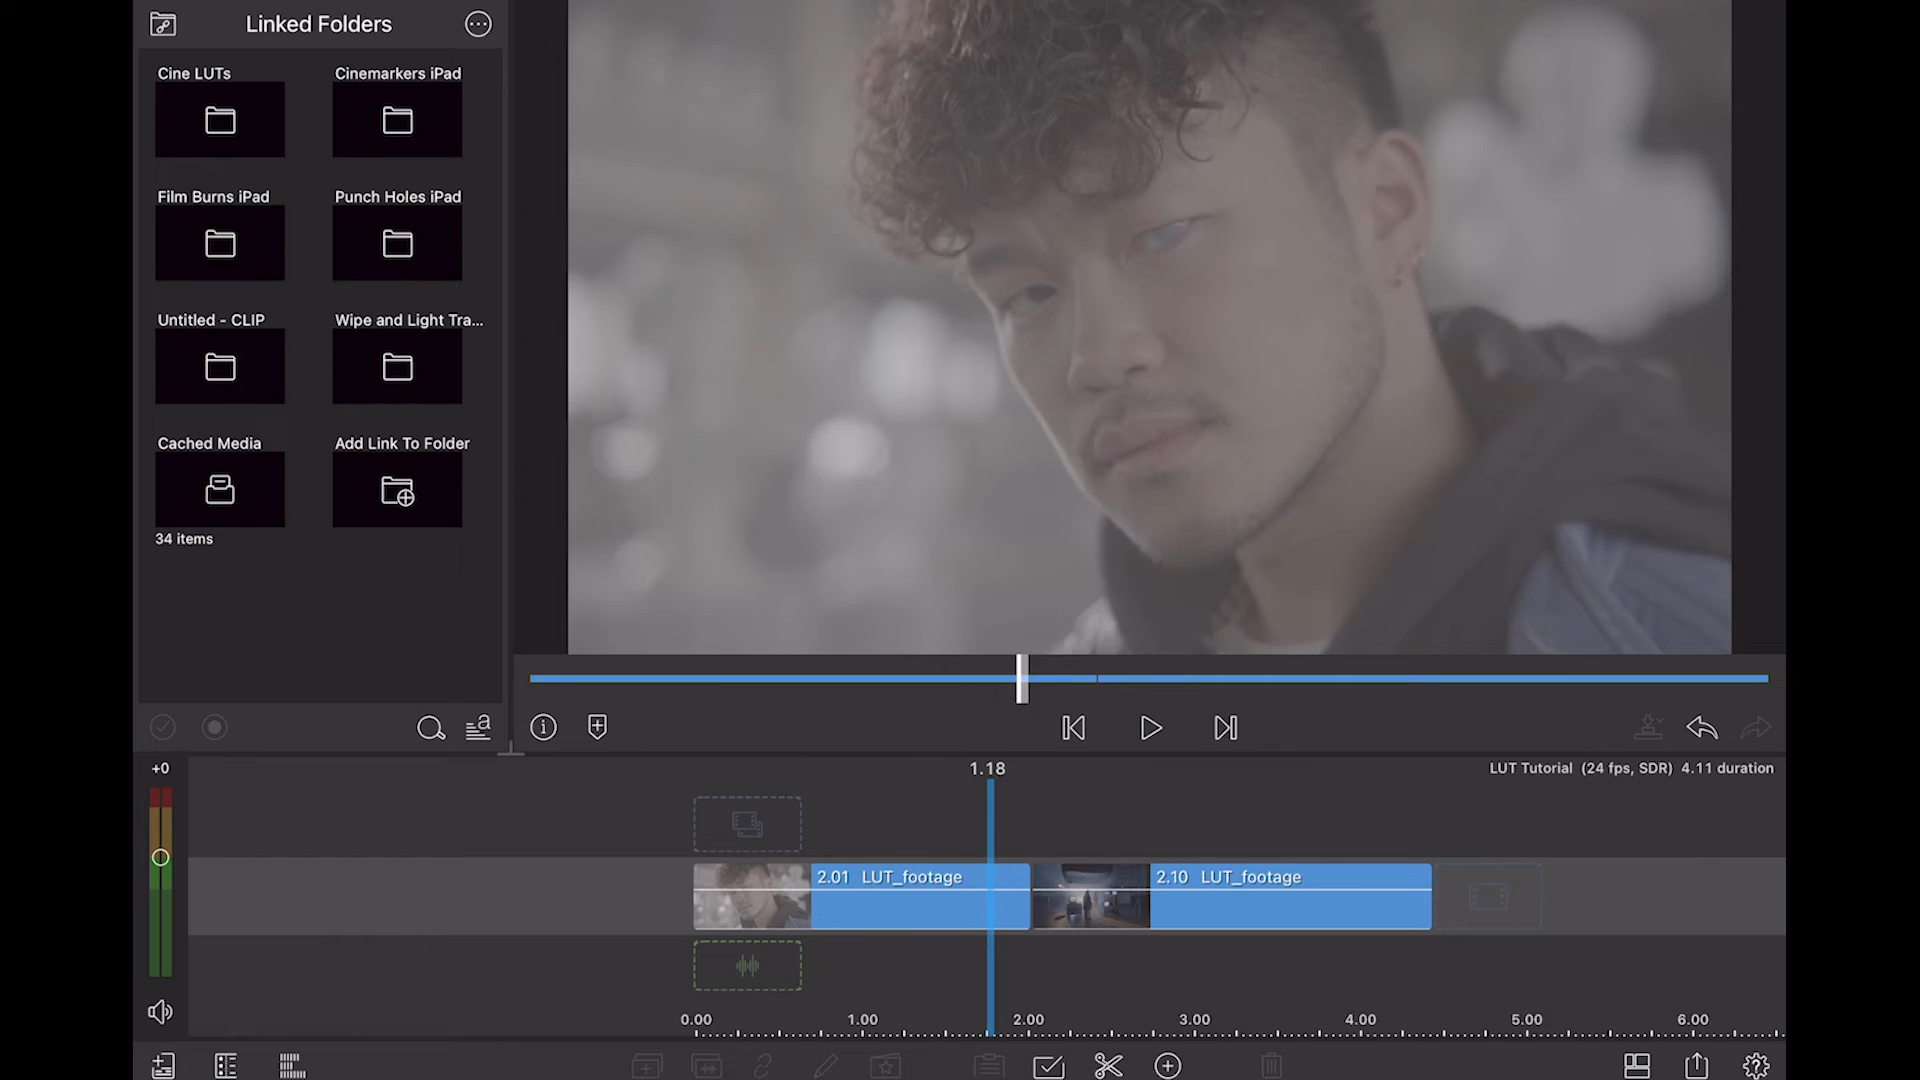 Linked Folders
Cine LUTs
Cinemarkers iPad
Film Burns iPad
Punch Holes iPad
Untitled - CLIP
Wipe and Light Tra...
Cached Media
Add Link To Folder
34 items
+0
1.18
LUT Tutorial (24 fps, SDR) 4.11 duration
2.01 LUT_footage
2.10 LUT_footage
0.00
1.00
2.00
3.00
4.00
5.00
6.00